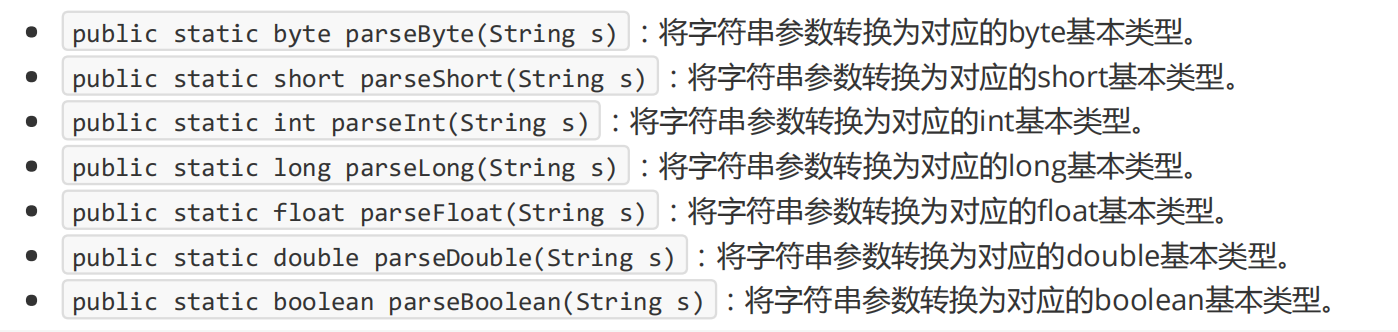 public static byte parseByte(String s) ：将字符串参数转换为对应的byte基本类型。
public static short parseShort(String s) ：将字符串参数转换为对应的short基本类型。
public static int parseInt(String s) ：将字符串参数转换为对应的int基本类型。
public static long parseLong(String s) ：将字符串参数转换为对应的long基本类型。
public static float parseFloat(String s) ：将字符串参数转换为对应的float基本类型。
public static double parseDouble(String s) ：将字符串参数转换为对应的double基本类型。
public static boolean parseBoolean(String s) ：将字符串参数转换为对应的boolean基本类型。